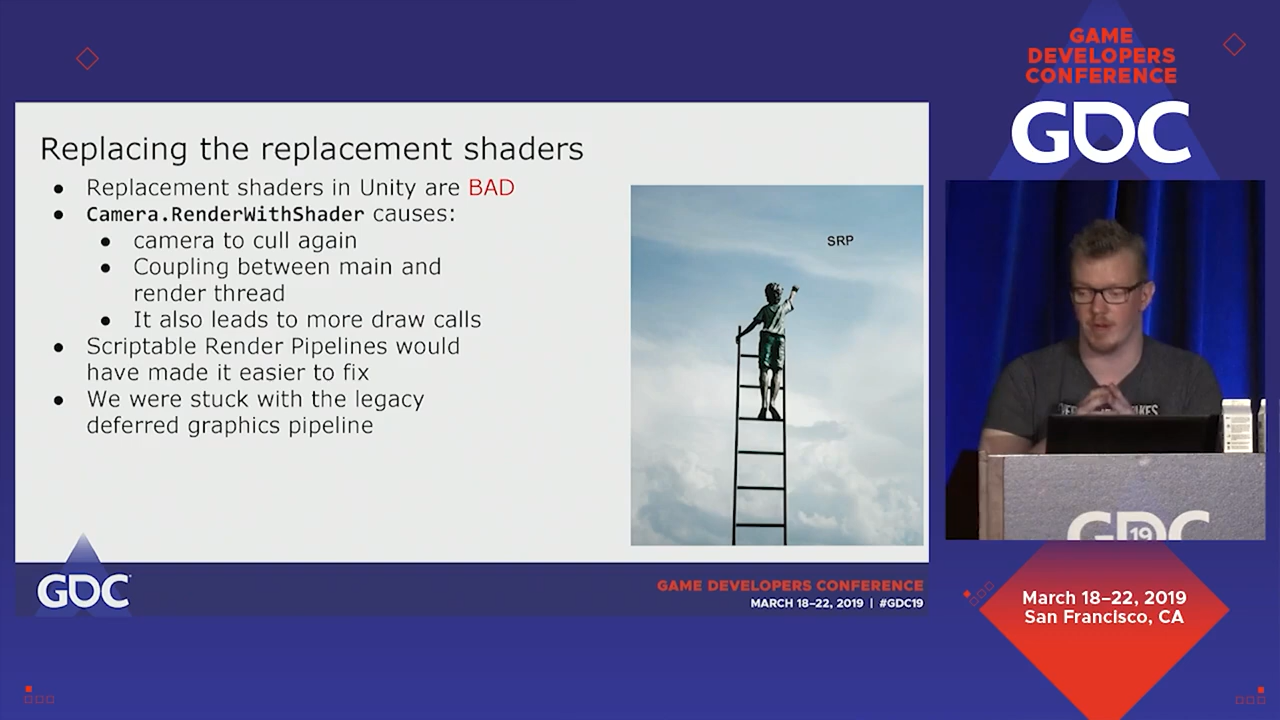 GAME
DEVELOPERS
CONFERENCE
GDC
Replacing the replacement shaders
● Replacement shaders in Unity are BAD
● Camera.RenderWithShader causes:
● camera to cull again
● Coupling between main and
render thread
● It also leads to more draw calls
● Scriptable Render Pipelines would
have made it easier to fix
● We were stuck with the legacy
deferred graphics pipeline
SRP
GDC
19
GDC
GAME DEVELOPERS CONFERENCE
MARCH 18–22, 2019 | #GDC19
March 18–22, 2019
San Francisco, CA